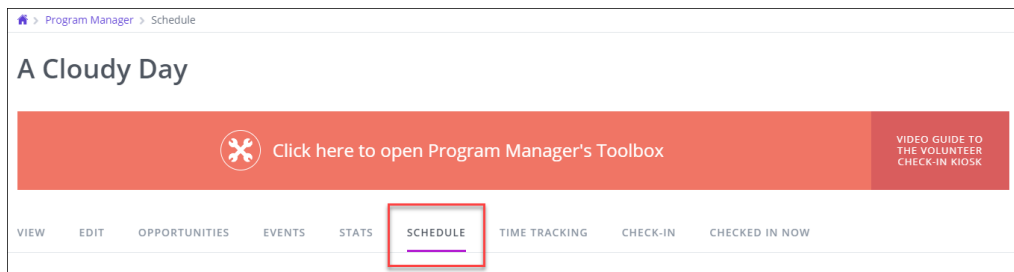 > Program Manager > Schedule
A Cloudy Day
Click here to open Program Manager's Toolbox
VIDEO GUIDE TO
THE VOLUNTEER
CHECK-IN KIOSK
VIEW EDIT OPPORTUNITIES EVENTS STATS SCHEDULE TIME TRACKING CHECK-IN CHECKED IN NOW